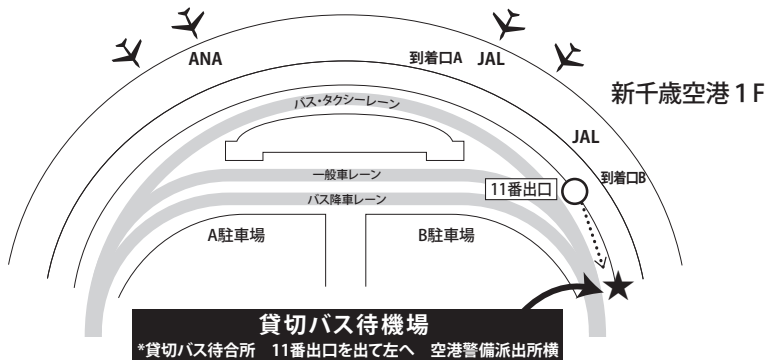 ANA
到着口A JAL
新千歳空港1F
バス・タクシーレーン
JAL
到着口B
一般車レーン
11番出口
バス降車レーン
A駐車場
B駐車場
貸切バス待機場
*貸切バス待合所 11番出口を出て左へ 空港警備派出所横